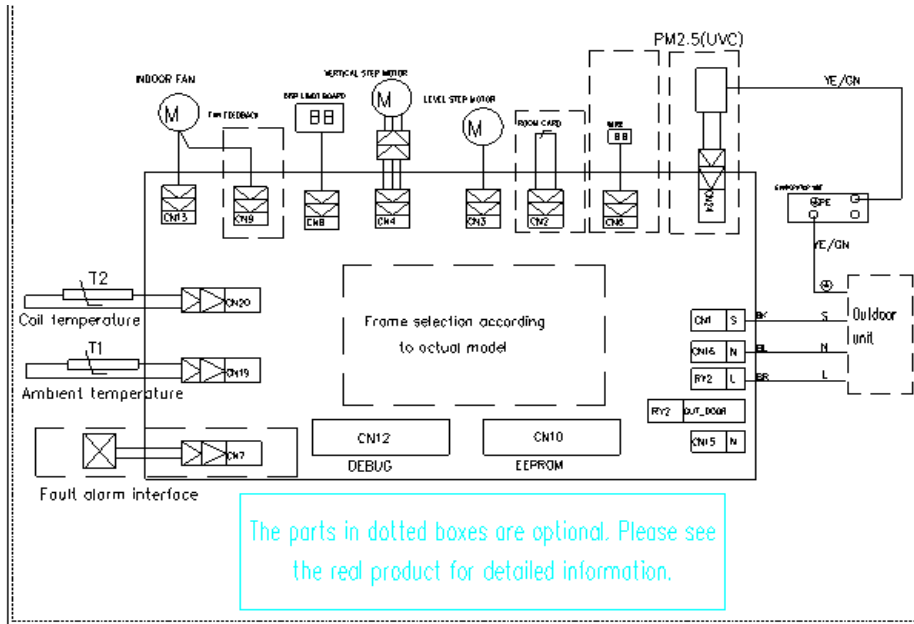 PM2.5(UVC)
YE/GN
INDOOR FAN
M
FAN FEEDBACK
DISP LINDT BOARD
88
VERTICAL STEP MOTOR
M
LEVEL STEP MOTOR
M
ROOM CARD
WIRE
88
CN13
CN9
CN8
CN4
CN3
CN2
CN6
CN24
PE
YE/GN
T2
CN20
Coil temperature
T1
CN19
Ambient temperature
CN7
Fault alarm interface
Frame selection according
to actual model
CN12
DEBUG
CN10
EEPROM
CN1 S BK S
CN16 N BL N
RY2 L BR L
RY2 OUT_DOOR
CN15 N
Outdoor
unit
The parts in dotted boxes are optional. Please see
the real product for detailed information.